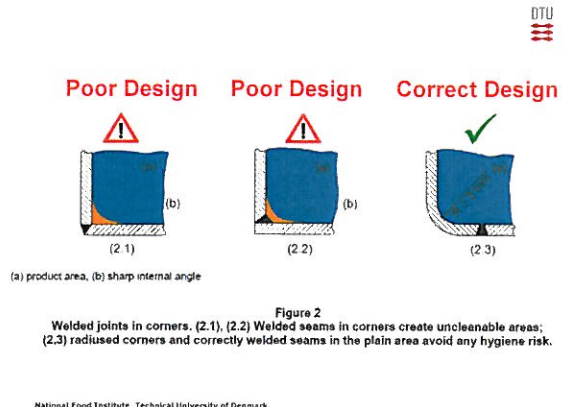 DTU
Poor Design Poor Design Correct Design
(b) (b)
(2.1) (2.2) (2.3)
(a) product area, (b) sharp internal angle
Figure 2
Welded joints in corners. (2.1), (2.2) Welded seams in corners create uncleanable areas;
(2,3) radiused corners and correctly welded seams in the plain area avoid any hygiene risk.
National Food Institute, Technical University of Denmark